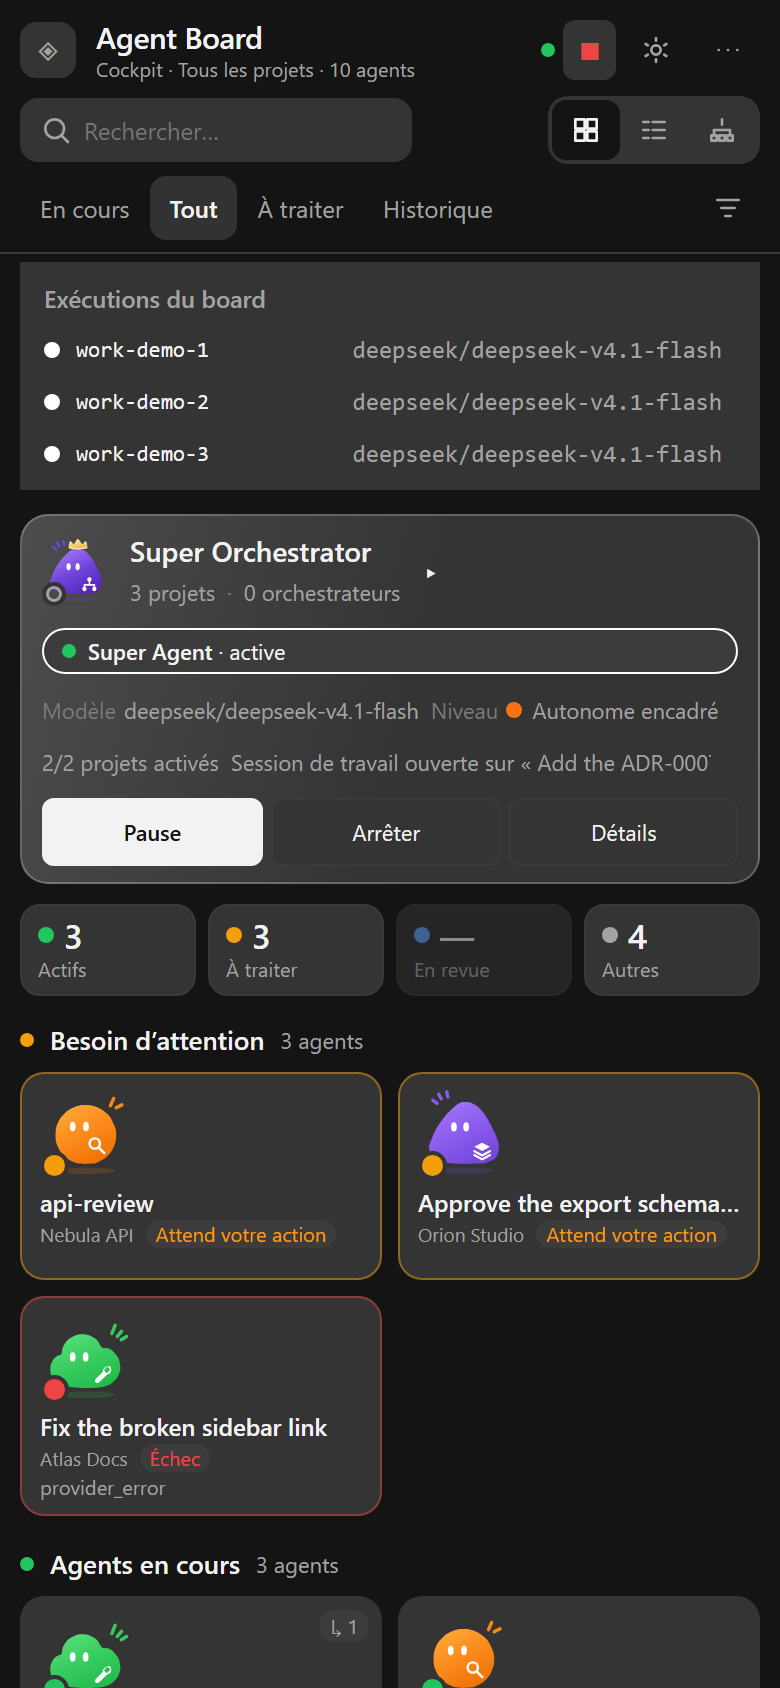 Agent Board
Cockpit · Tous les projets · 10 agents
Rechercher...
En cours
Tout
À traiter
Historique
Exécutions du board
work-demo-1 deepseek/deepseek-v4.1-flash
work-demo-2 deepseek/deepseek-v4.1-flash
work-demo-3 deepseek/deepseek-v4.1-flash
Super Orchestrator
3 projets · 0 orchestrateurs
Super Agent · active
Modèle deepseek/deepseek-v4.1-flash Niveau Autonome encadré
2/2 projets activés Session de travail ouverte sur « Add the ADR-000
Pause
Arrêter
Détails
3
Actifs
3
À traiter
—
En revue
4
Autres
Besoin d’attention 3 agents
api-review
Nebula API Attend votre action
Approve the export schema...
Orion Studio Attend votre action
Fix the broken sidebar link
Atlas Docs Échec
provider_error
Agents en cours 3 agents
↳ 1